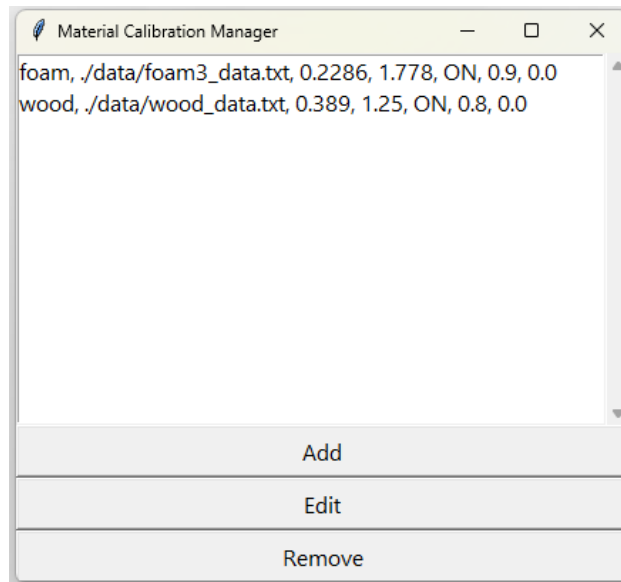 Material Calibration Manager
foam, ./data/foam3_data.txt, 0.2286, 1.778, ON, 0.9, 0.0
wood, ./data/wood_data.txt, 0.389, 1.25, ON, 0.8, 0.0
Add
Edit
Remove